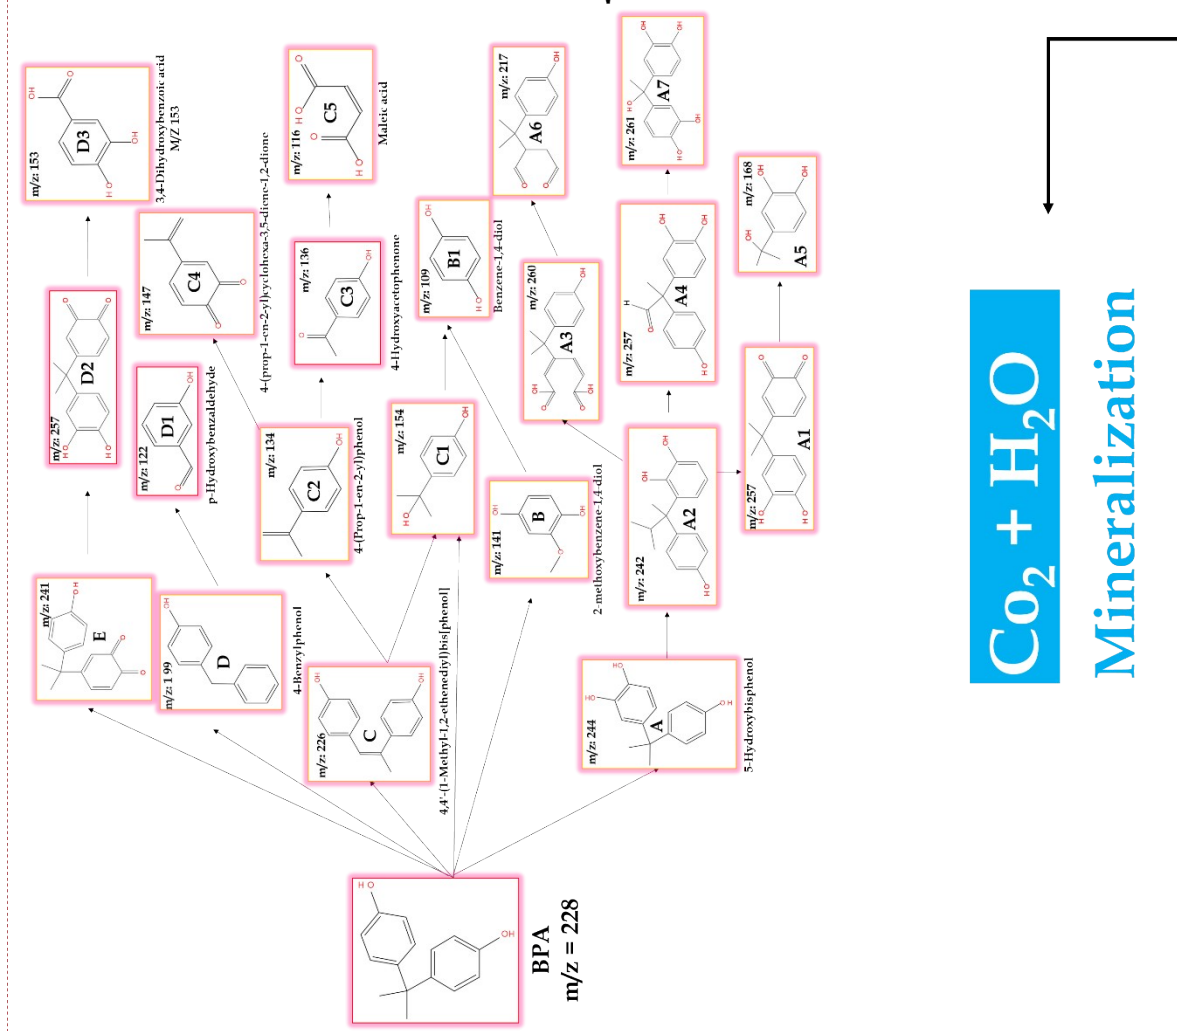 BPA
m/z = 228
m/z: 241
E
m/z: 1 99
D
4-Benzylphenol
m/z: 226
C
4,4'-(1-Methyl-1,2-ethenediyl)bis[phenol]
m/z: 244
A
5-Hydroxybisphenol
m/z: 257
D2
m/z: 122
D1
p-Hydroxybenzaldehyde
m/z: 134
C2
4-(Prop-1-en-2-yl)phenol
m/z: 154
C1
m/z: 141
B
2-methoxybenzene-1,4-diol
m/z: 242
A2
m/z: 257
A1
m/z: 153
D3
3,4-Dihydroxybenzoic acid
M/Z 153
m/z: 147
C4
4-(prop-1-en-2-yl)cyclohexa-3,5-diene-1,2-dione
m/z: 136
C3
4-Hydroxyacetophenone
m/z: 116
C5
Maleic acid
m/z: 109
B1
Benzene-1,4-diol
m/z: 260
A3
m/z: 217
A6
m/z: 257
A4
m/z: 261
A7
m/z: 168
A5
Co2 + H2O
Mineralization